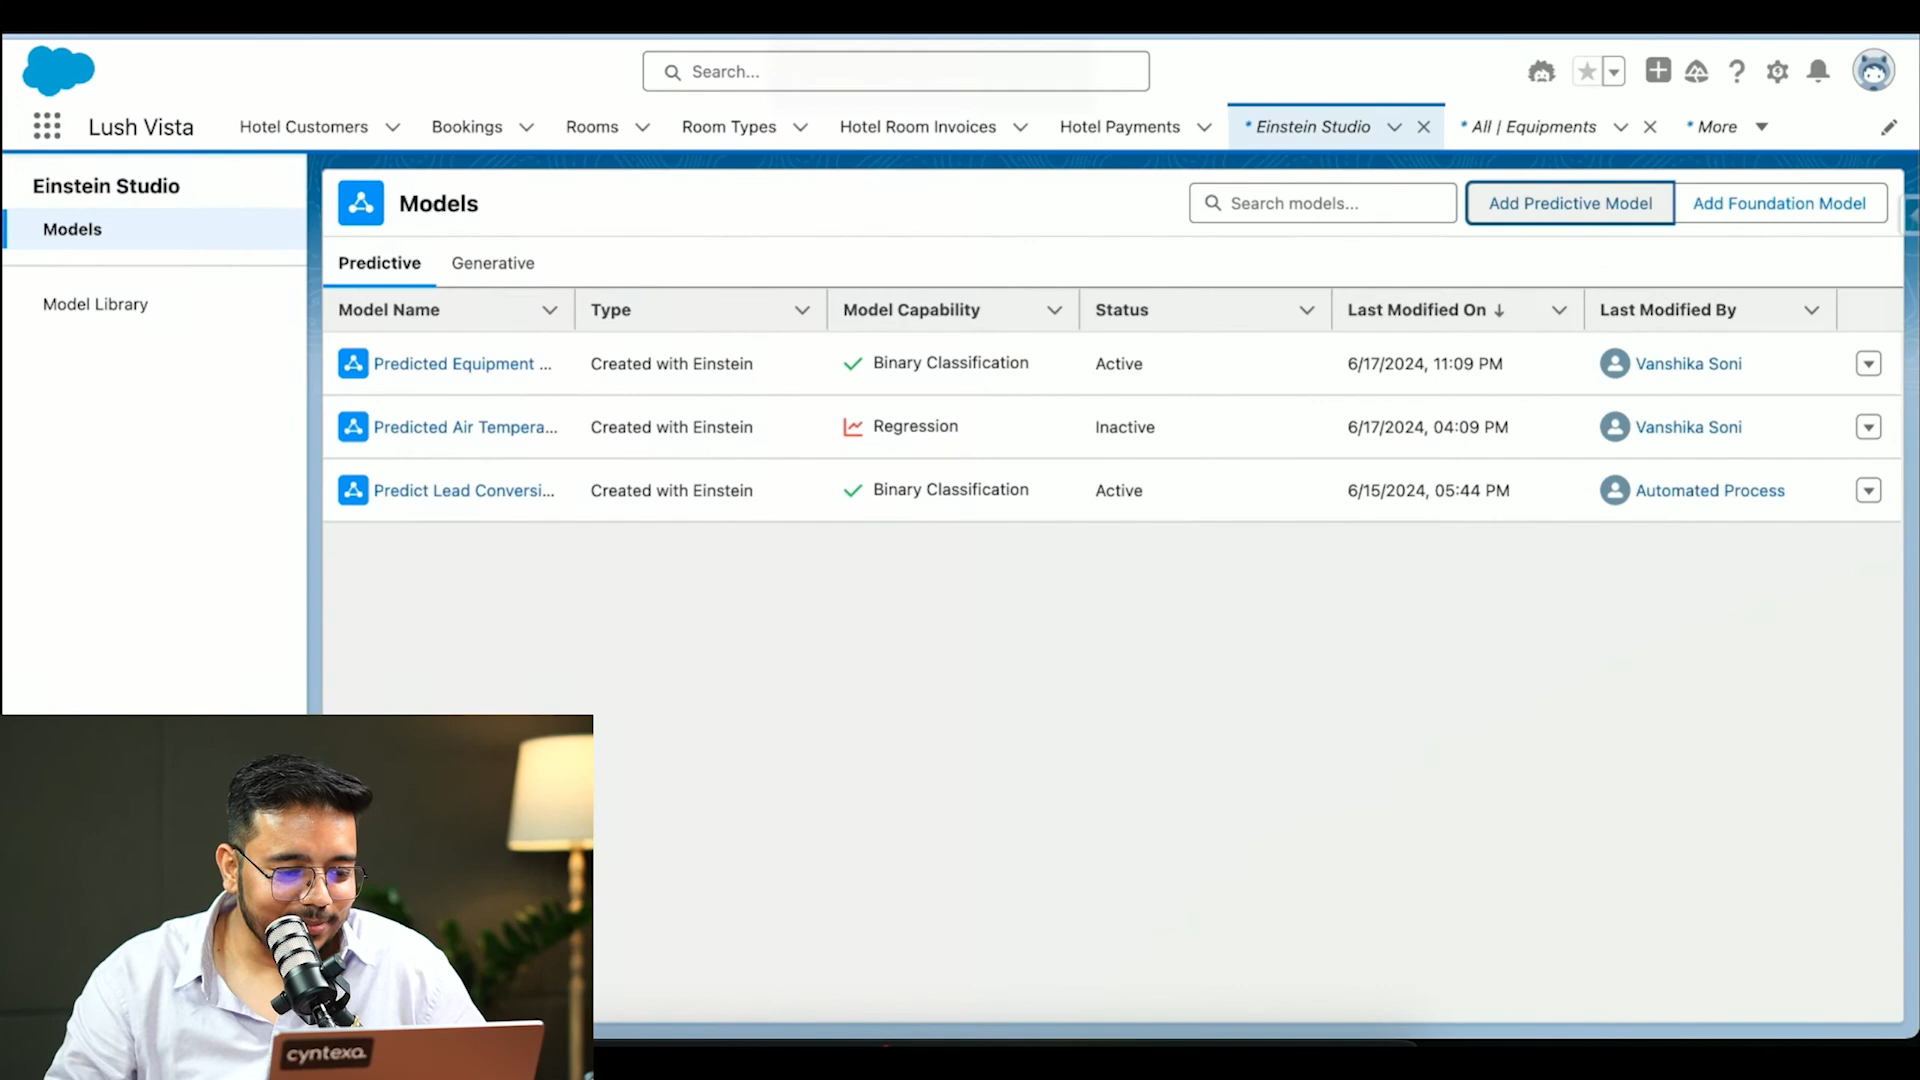 Search...
Lush Vista
Hotel Customers
Bookings
Rooms
Room Types
Hotel Room Invoices
Hotel Payments
* Einstein Studio
* All | Equipments
* More
Einstein Studio
Models
Model Library
Models
Search models...
Add Predictive Model
Add Foundation Model
Predictive
Generative
Model Name
Type
Model Capability
Status
Last Modified On
Last Modified By
Predicted Equipment ...
Created with Einstein
Binary Classification
Active
6/17/2024, 11:09 PM
Vanshika Soni
Predicted Air Tempera...
Created with Einstein
Regression
Inactive
6/17/2024, 04:09 PM
Vanshika Soni
Predict Lead Conversi...
Created with Einstein
Binary Classification
Active
6/15/2024, 05:44 PM
Automated Process
cyntexa.